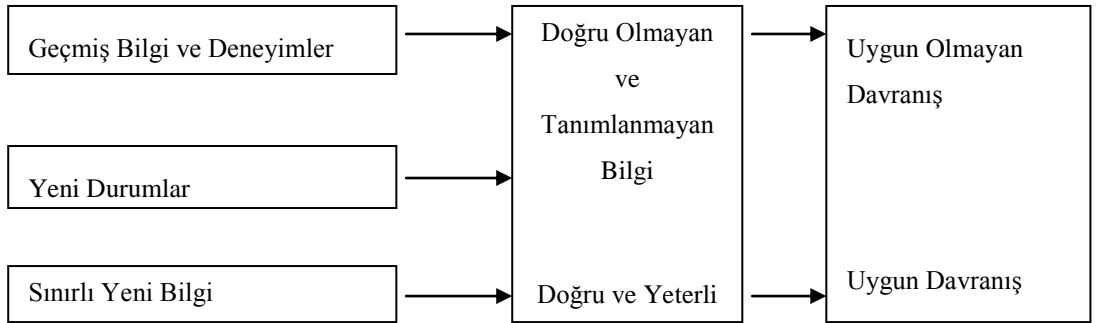 Geçmiş Bilgi ve Deneyimler
Yeni Durumlar
Sınırlı Yeni Bilgi
Doğru Olmayan
ve
Tanımlanmayan
Bilgi
Doğru ve Yeterli
Uygun Olmayan
Davranış
Uygun Davranış